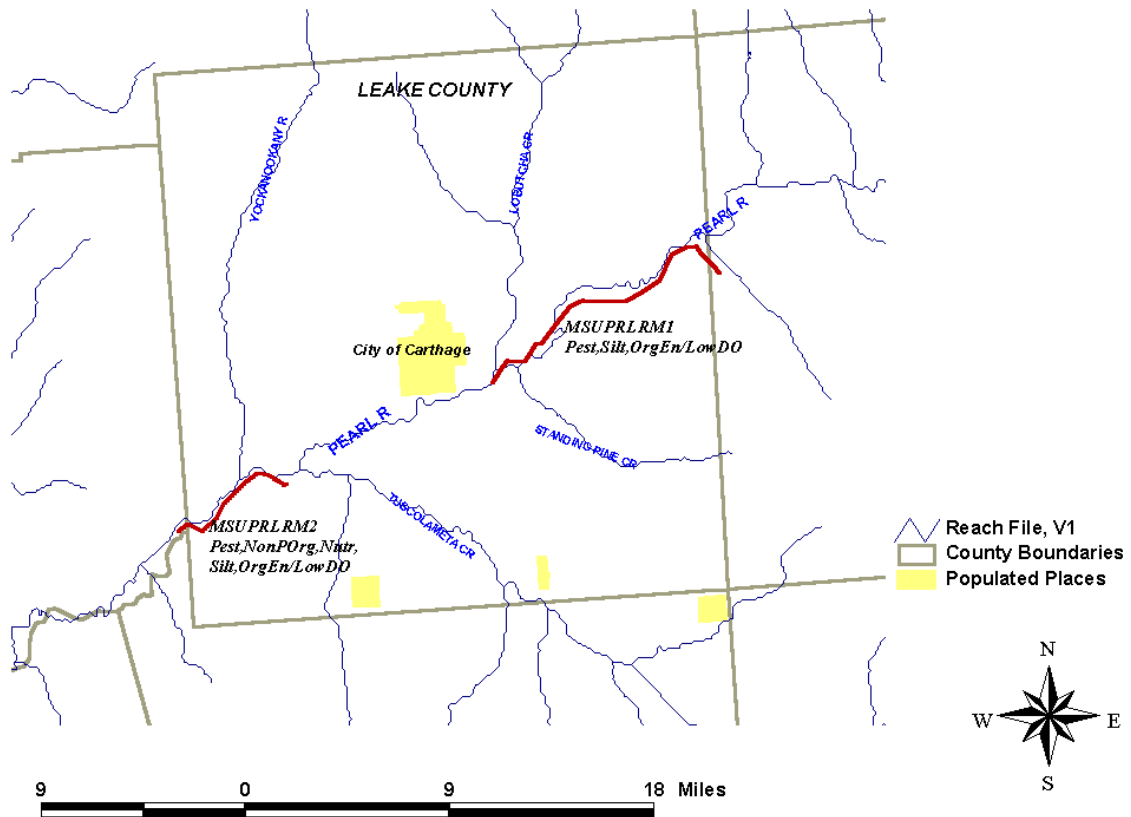 LEAKE COUNTY
YOCKANOOKANY R
LOBUTCHA CR
PEARL R
MSUPRLRM1
Pest,Silt,OrgEn/LowDO
City of Carthage
PEARL R
STANDING PINE CR
TUSCOLAMETA CR
MSUPRLRM2
Pest,NonPOrg,Nutr,
Silt,OrgEn/LowDO
Reach File, V1
County Boundaries
Populated Places
N
W E
S
9 0 9 18 Miles